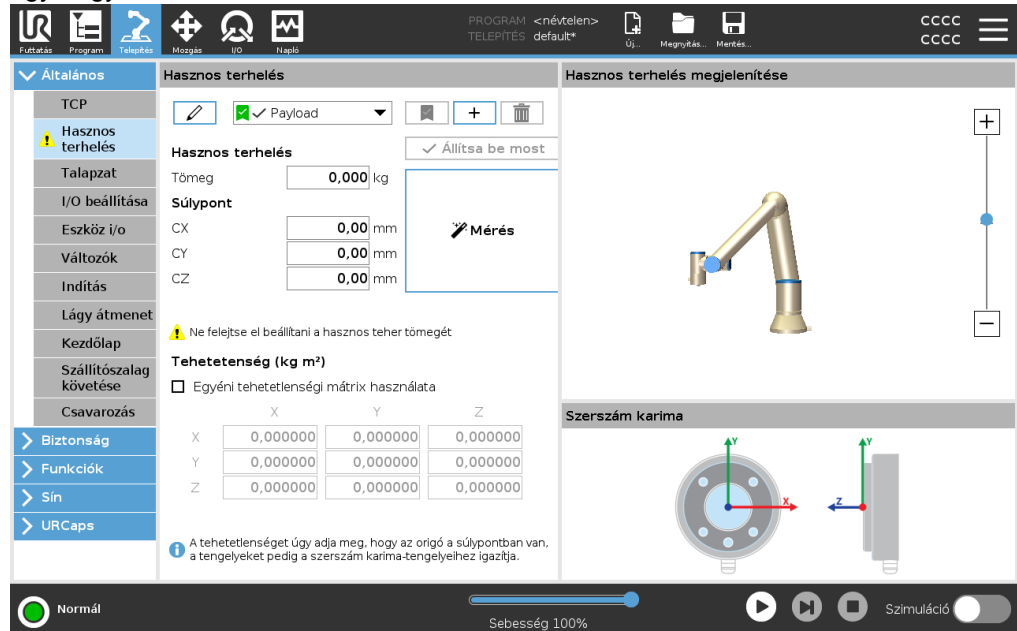 UR
Futtatás
Program
Telepítés
Mozgás
I/O
Napló
PROGRAM <névtelen>
TELEPÍTÉS default*
Új...
Megnyitás...
Mentés...
cccc
cccc
Általános
TCP
Hasznos
terhelés
Talapzat
I/O beállítása
Eszköz i/o
Változók
Indítás
Lágy átmenet
Kezdőlap
Szállítószalag
követése
Csavarozás
Biztonság
Funkciók
Sín
URCaps
Hasznos terhelés
Payload
Hasznos terhelés
Állítsa be most
Tömeg 0,000 kg
Súlypont
CX 0,00 mm
CY 0,00 mm
CZ 0,00 mm
Mérés
Ne felejtse el beállítani a hasznos teher tömegét
Tehetetenség (kg m²)
Egyéni tehetetlenségi mátrix használata
X Y Z
X 0,000000 0,000000 0,000000
Y 0,000000 0,000000 0,000000
Z 0,000000 0,000000 0,000000
A tehetetlenséget úgy adja meg, hogy az origó a súlypontban van,
a tengelyeket pedig a szerszám karima-tengelyeihez igazítja.
Hasznos terhelés megjelenítése
Szerszám karima
Y
X
Y
Z
Normál
Sebesség 100%
Szimuláció